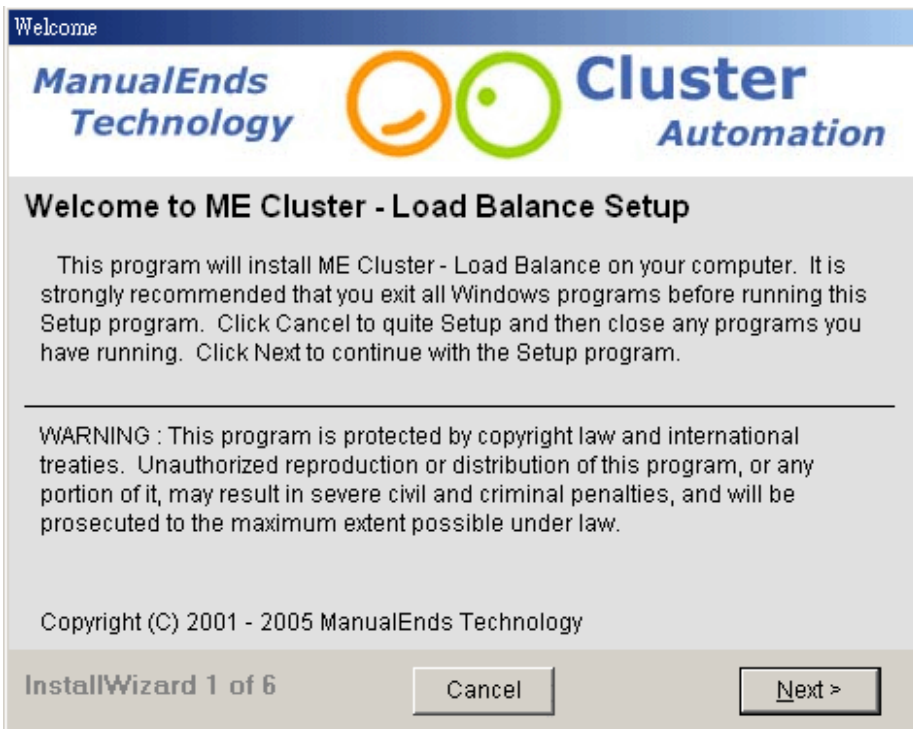 Welcome
ManualEnds
Technology
Cluster
Automation
Welcome to ME Cluster - Load Balance Setup
This program will install ME Cluster - Load Balance on your computer. It is
strongly recommended that you exit all Windows programs before running this
Setup program. Click Cancel to quite Setup and then close any programs you
have running. Click Next to continue with the Setup program.
WARNING : This program is protected by copyright law and international
treaties. Unauthorized reproduction or distribution of this program, or any
portion of it, may result in severe civil and criminal penalties, and will be
prosecuted to the maximum extent possible under law.
Copyright (C) 2001 - 2005 ManualEnds Technology
InstallWizard 1 of 6
Cancel
Next >